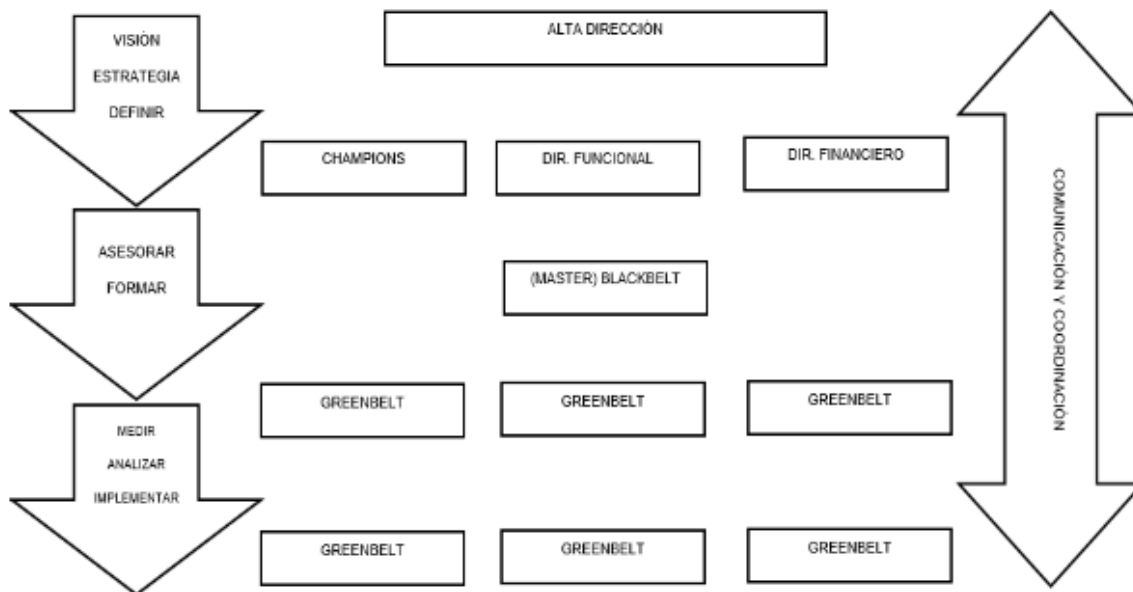 VISIÓN
ESTRATEGIA
DEFINIR
ALTA DIRECCIÓN
CHAMPIONS
DIR. FUNCIONAL
DIR. FINANCIERO
ASESORAR
FORMAR
(MASTER) BLACKBELT
GREENBELT
GREENBELT
GREENBELT
MEDIR
ANALIZAR
IMPLEMENTAR
GREENBELT
GREENBELT
GREENBELT
COMUNICACIÓN Y COORDINACIÓN